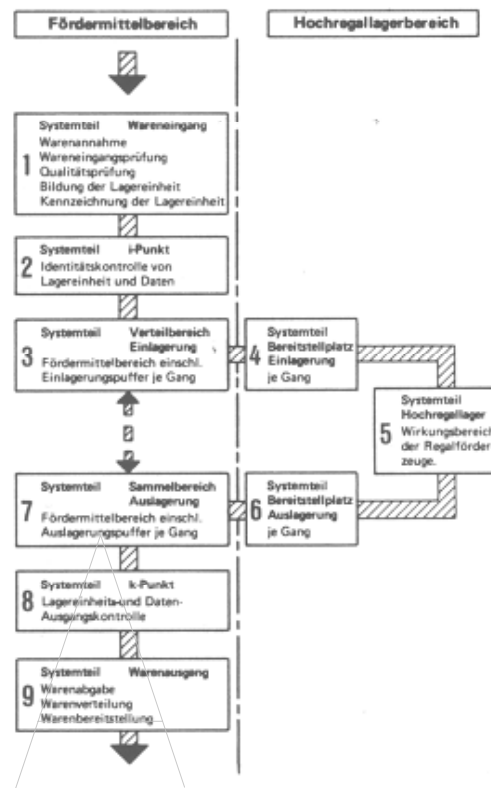 Fördermittelbereich
Hochregallagerbereich
1
Systemteil Wareneingang
Warenannahme
Wareneingangsprüfung
Qualitätsprüfung
Bildung der Lagereinheit
Kennzeichnung der Lagereinheit
2
Systemteil i-Punkt
Identitätskontrolle von
Lagereinheit und Daten
3
Systemteil Verteilbereich
Einlagerung
Fördermittelbereich einschl.
Einlagerungspuffer je Gang
4
Systemteil
Bereitstellplatz
Einlagerung
je Gang
5
Systemteil
Hochregallager
Wirkungsbereich
der Regalförder
zeuge.
6
Systemteil
Bereitstellplatz
Auslagerung
je Gang
7
Systemteil Sammelbereich
Auslagerung
Fördermittelbereich einschl.
Auslagerungspuffer je Gang
8
Systemteil k-Punkt
Lagereinheits-und Daten-
Ausgangskontrolle
9
Systemteil Warenausgang
Warenabgabe
Warenverteilung
Warenbereitstellung